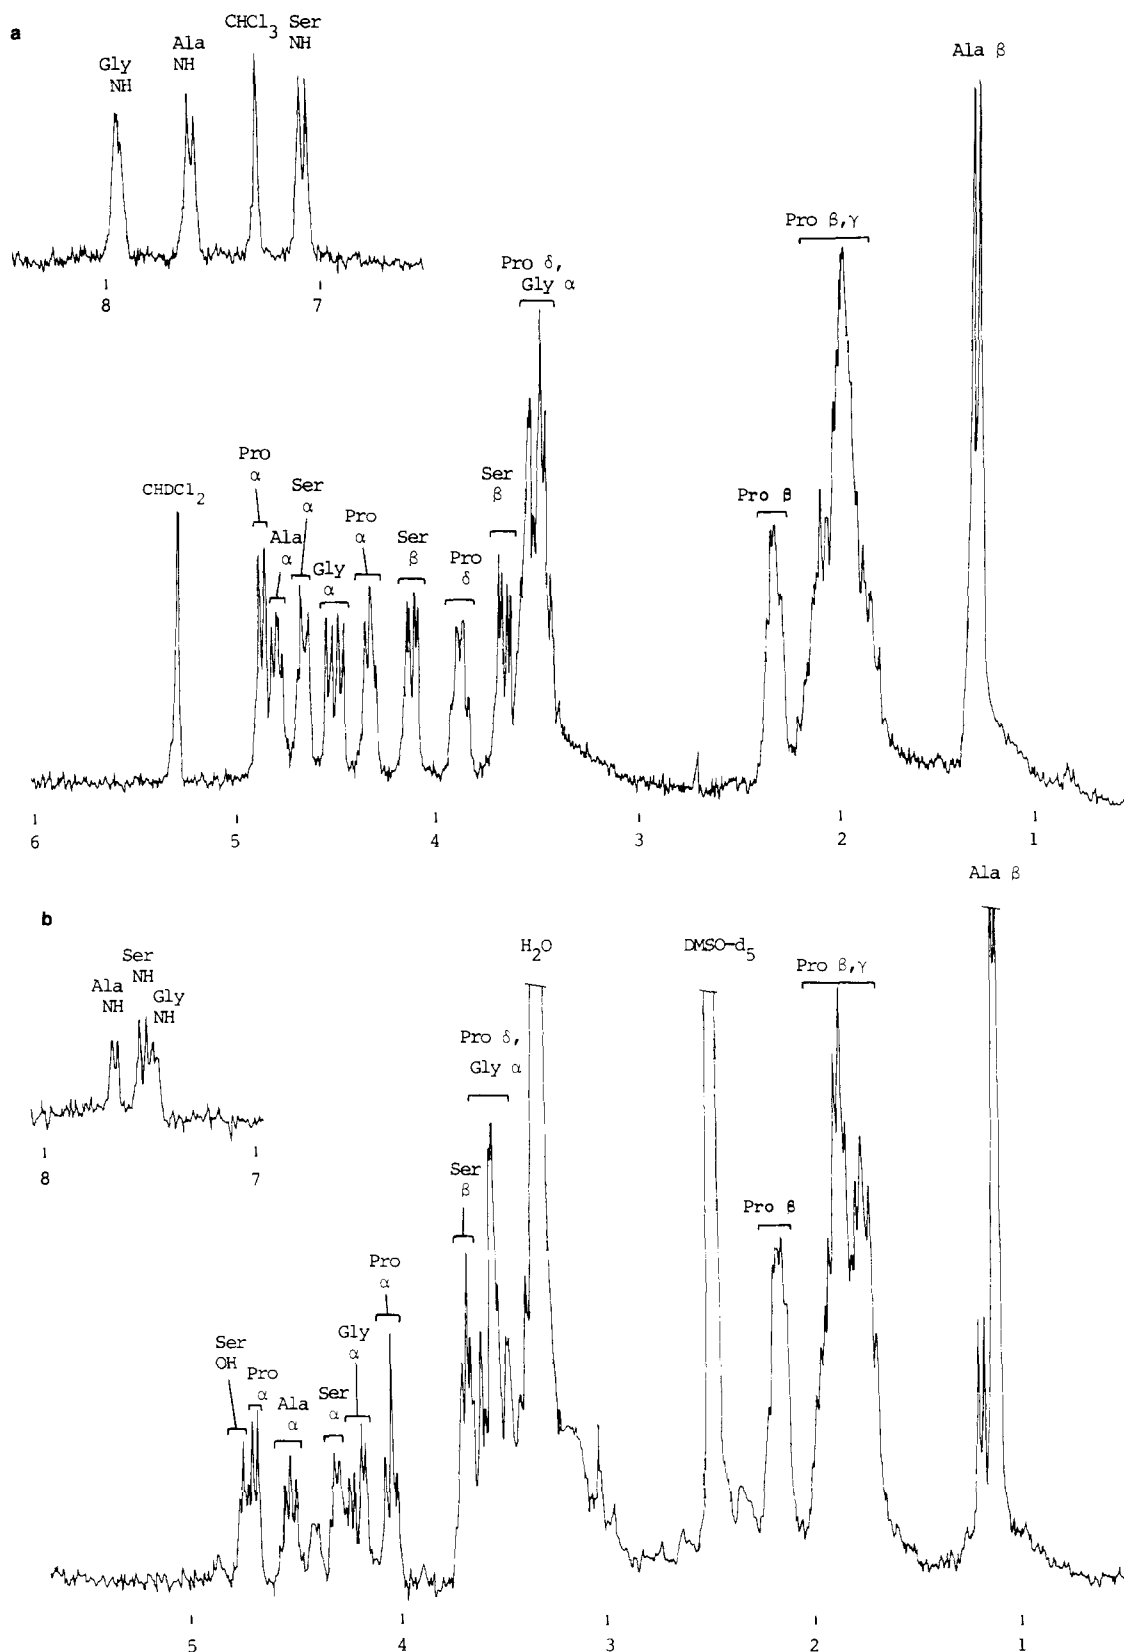 a
Gly
NH
Ala
NH
CHCl3
Ser
NH
8
7
Ala β
Pro β,γ
Pro δ,
Gly α
Pro β
CHDCl2
Pro
α
Ala
α
Ser
α
Gly
α
Pro
α
Ser
β
Pro
δ
Ser
β
6
5
4
3
2
1
b
Ala
NH
Ser
NH
Gly
NH
8
7
H2O
DMSO-d5
Pro β,γ
Ala β
Pro δ,
Gly α
Ser
β
Pro β
Pro
α
Gly
α
Ser
OH
Pro
α
Ala
α
Ser
α
5
4
3
2
1